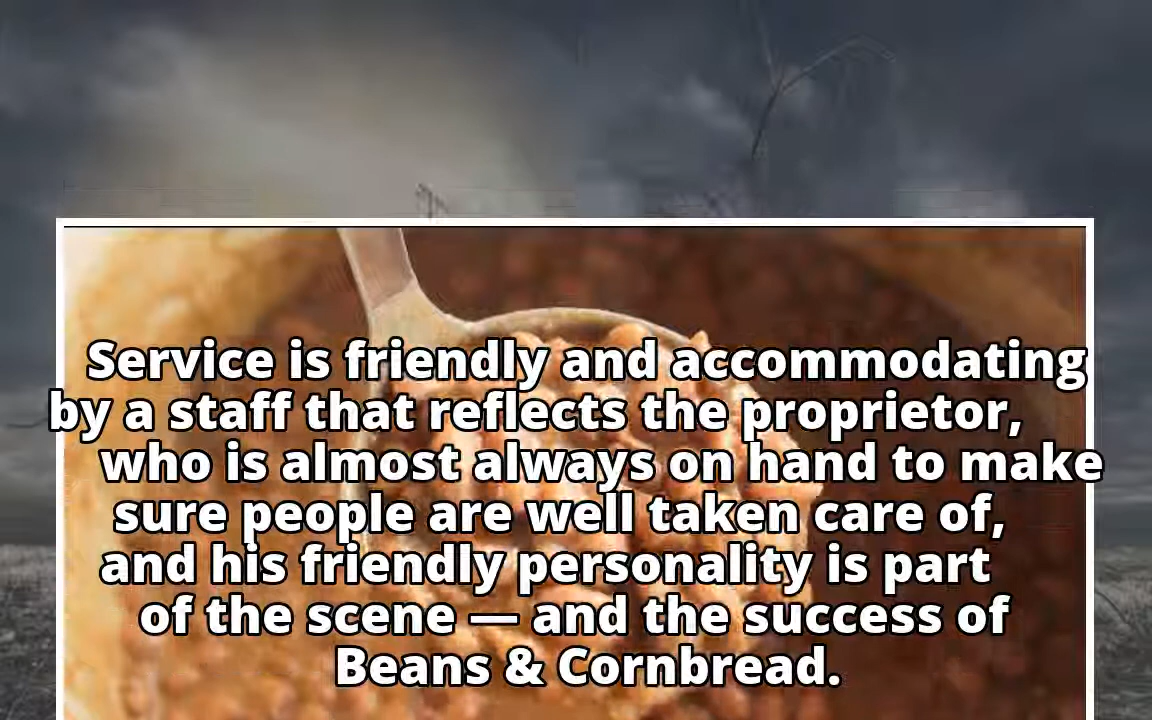 Service is friendly and accommodating
by a staff that reflects the proprietor,
who is almost always on hand to make
sure people are well taken care of,
and his friendly personality is part
of the scene — and the success of
Beans & Cornbread.